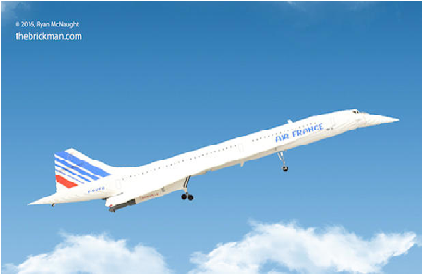 © 2016, Ryan McNaught
thebrickman.com
AIR FRANCE